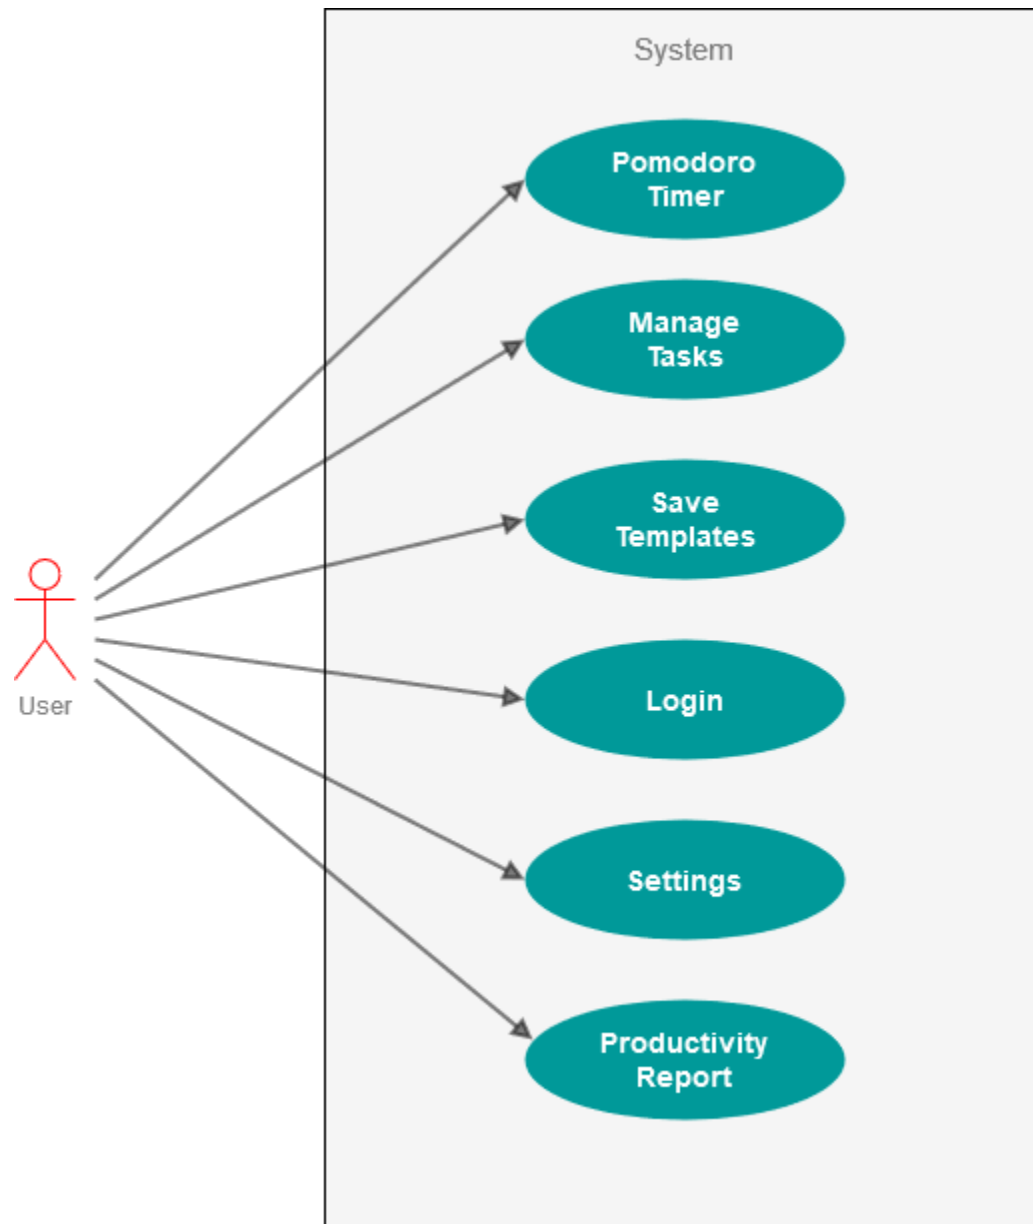 System
Pomodoro
Timer
Manage
Tasks
Save
Templates
User
Login
Settings
Productivity
Report